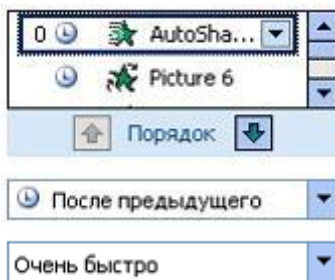 0 AutoSha...
Picture 6
Порядок
После предыдущего
Очень быстро